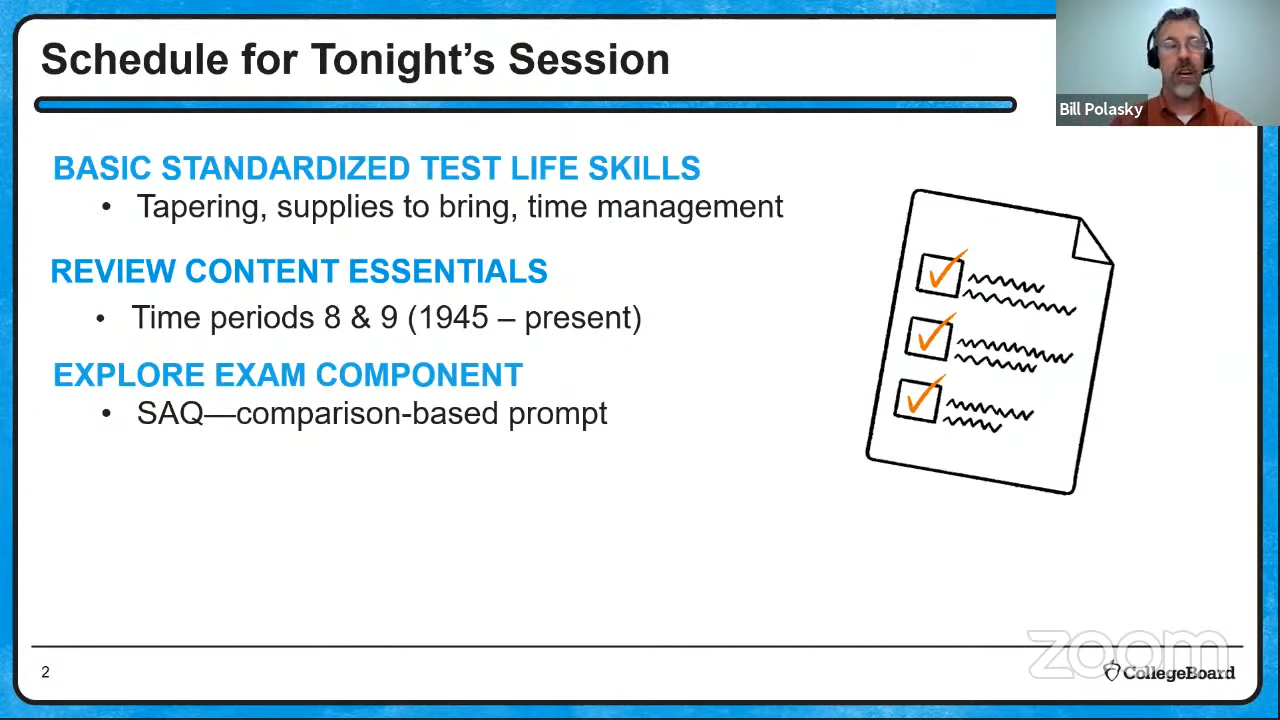 Schedule for Tonight's Session
Bill Polasky
BASIC STANDARDIZED TEST LIFE SKILLS
• Tapering, supplies to bring, time management
REVIEW CONTENT ESSENTIALS
• Time periods 8 & 9 (1945 – present)
EXPLORE EXAM COMPONENT
• SAQ—comparison-based prompt
zoom
2
CollegeBoard